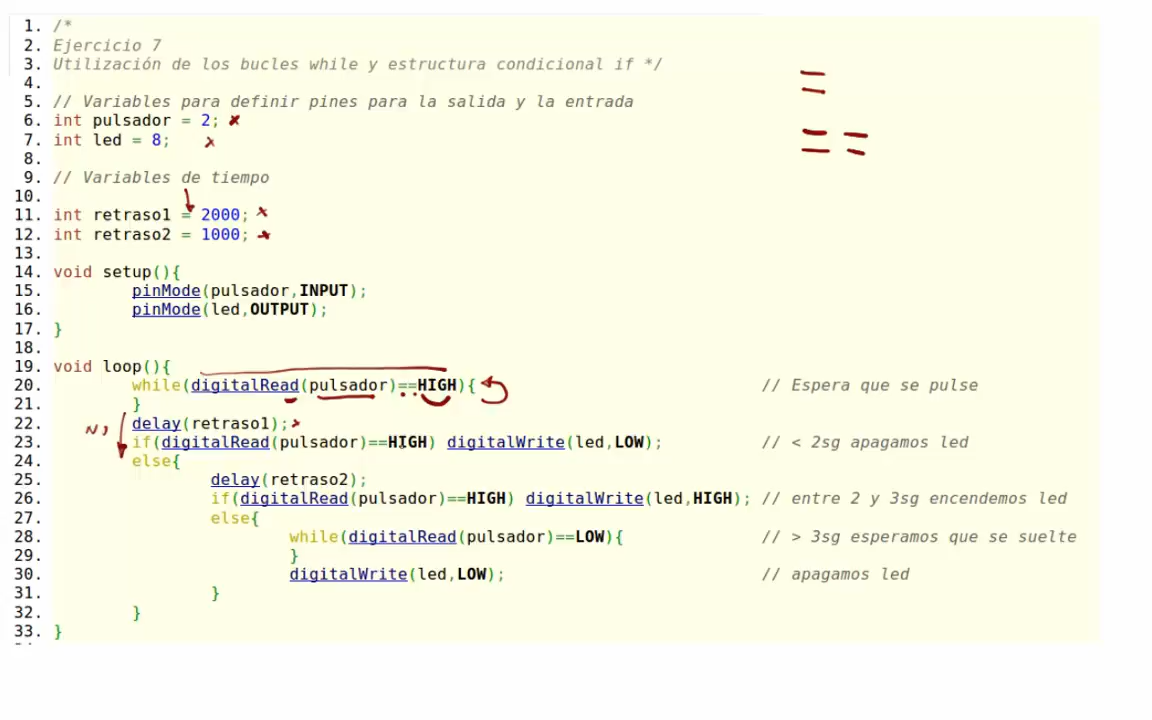 1. /*
2. Ejercicio 7
3. Utilización de los bucles while y estructura condicional if */
4.
5. // Variables para definir pines para la salida y la entrada
6. int pulsador = 2; x
7. int led = 8; x
8.
9. // Variables de tiempo
10.
11. int retraso1 = 2000; x
12. int retraso2 = 1000; x
13.
14. void setup(){
15. pinMode(pulsador,INPUT);
16. pinMode(led,OUTPUT);
17. }
18.
19. void loop(){
20. while(digitalRead(pulsador)==HIGH){ // Espera que se pulse
21. }
22. delay(retraso1); x
23. if(digitalRead(pulsador)==HIGH) digitalWrite(led,LOW); // < 2sg apagamos led
24. else{
25. delay(retraso2);
26. if(digitalRead(pulsador)==HIGH) digitalWrite(led,HIGH); // entre 2 y 3sg encendemos led
27. else{
28. while(digitalRead(pulsador)==LOW){ // > 3sg esperamos que se suelte
29. }
30. digitalWrite(led,LOW); // apagamos led
31. }
32. }
33. }
=
= =